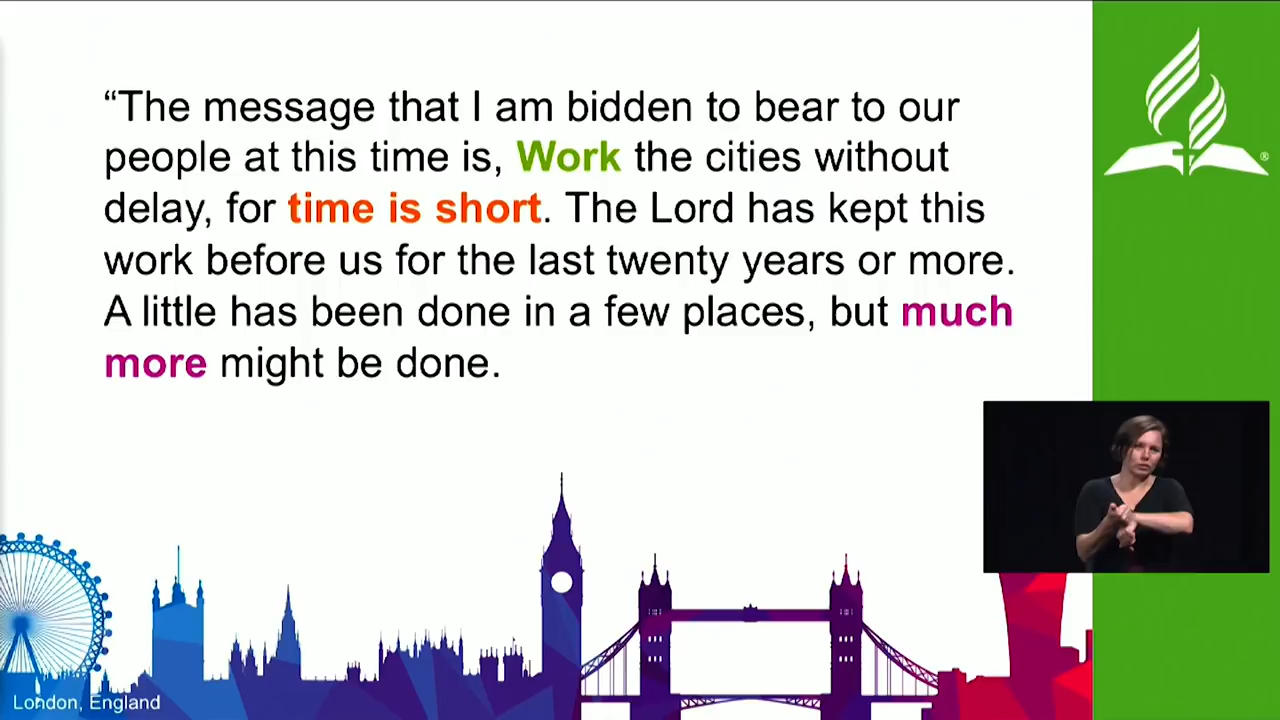 “The message that I am bidden to bear to our
people at this time is, Work the cities without
delay, for time is short. The Lord has kept this
work before us for the last twenty years or more.
A little has been done in a few places, but much
more might be done.
®
London, England